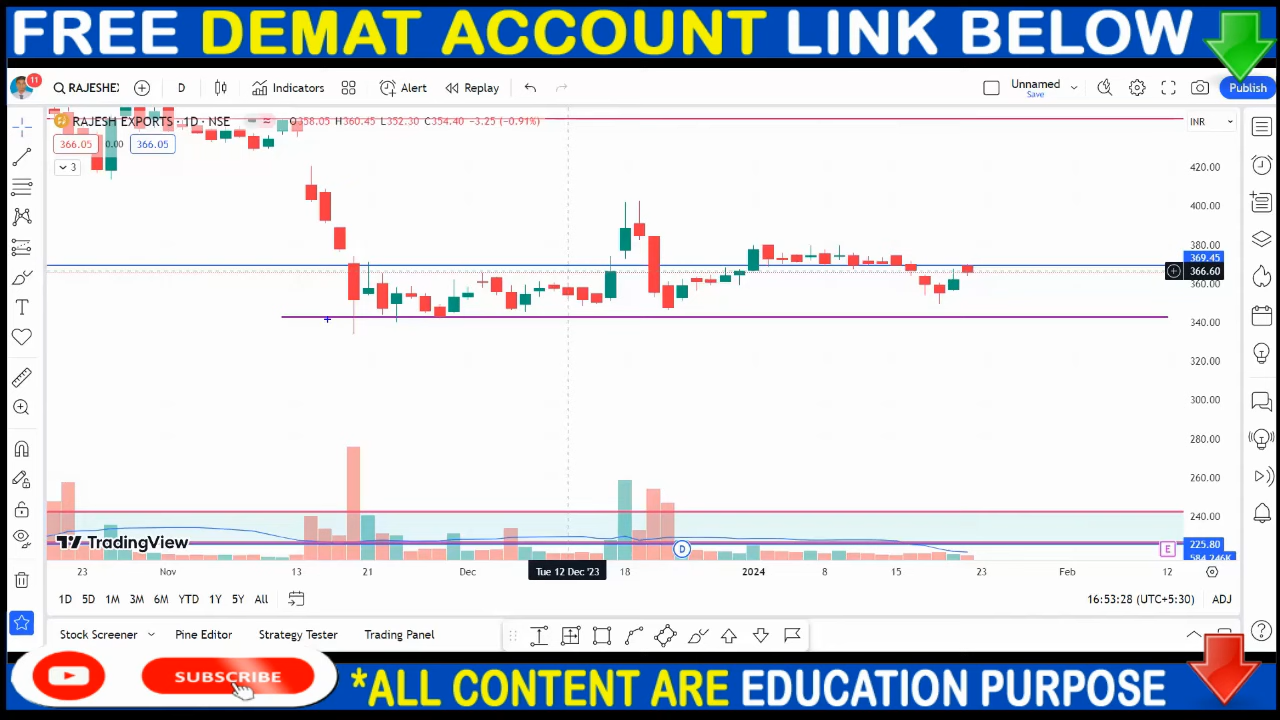 FREE DEMAT ACCOUNT LINK BELOW
11 RAJESHE D Indicators Alert Replay Unnamed Save Publish
RAJESH EXPORTS · 1D · NSE O358.05 H360.45 L352.30 C354.40 -3.25 (-0.91%) INR
366.05 0.00 366.05
3
420.00
400.00
380.00
369.45
366.60
360.00
340.00
320.00
300.00
280.00
260.00
240.00
TradingView D E 225.80
584.246K
23 Nov 13 21 Dec Tue 12 Dec '23 18 2024 8 15 23 Feb 12
1D 5D 1M 3M 6M YTD 1Y 5Y All 16:53:28 (UTC+5:30) ADJ
Stock Screener Pine Editor Strategy Tester Trading Panel
SUBSCRIBE
*ALL CONTENT ARE EDUCATION PURPOSE